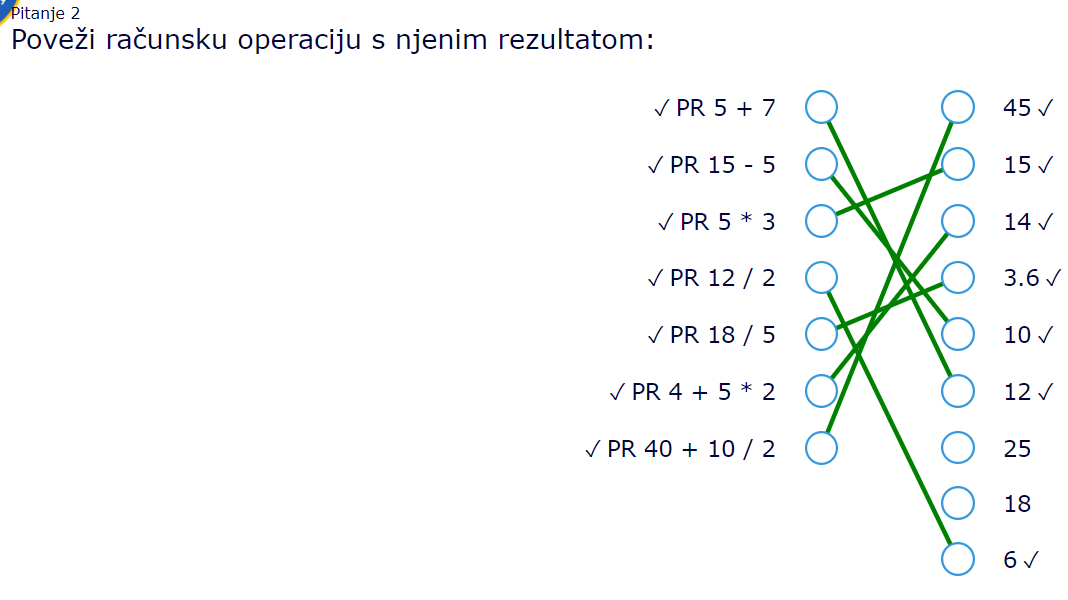 Pitanje 2
Poveži računsku operaciju s njenim rezultatom:
✓ PR 5 + 7 45 ✓
✓ PR 15 - 5 15 ✓
✓ PR 5 * 3 14 ✓
✓ PR 12 / 2 3.6 ✓
✓ PR 18 / 5 10 ✓
✓ PR 4 + 5 * 2 12 ✓
✓ PR 40 + 10 / 2 25
18
6 ✓